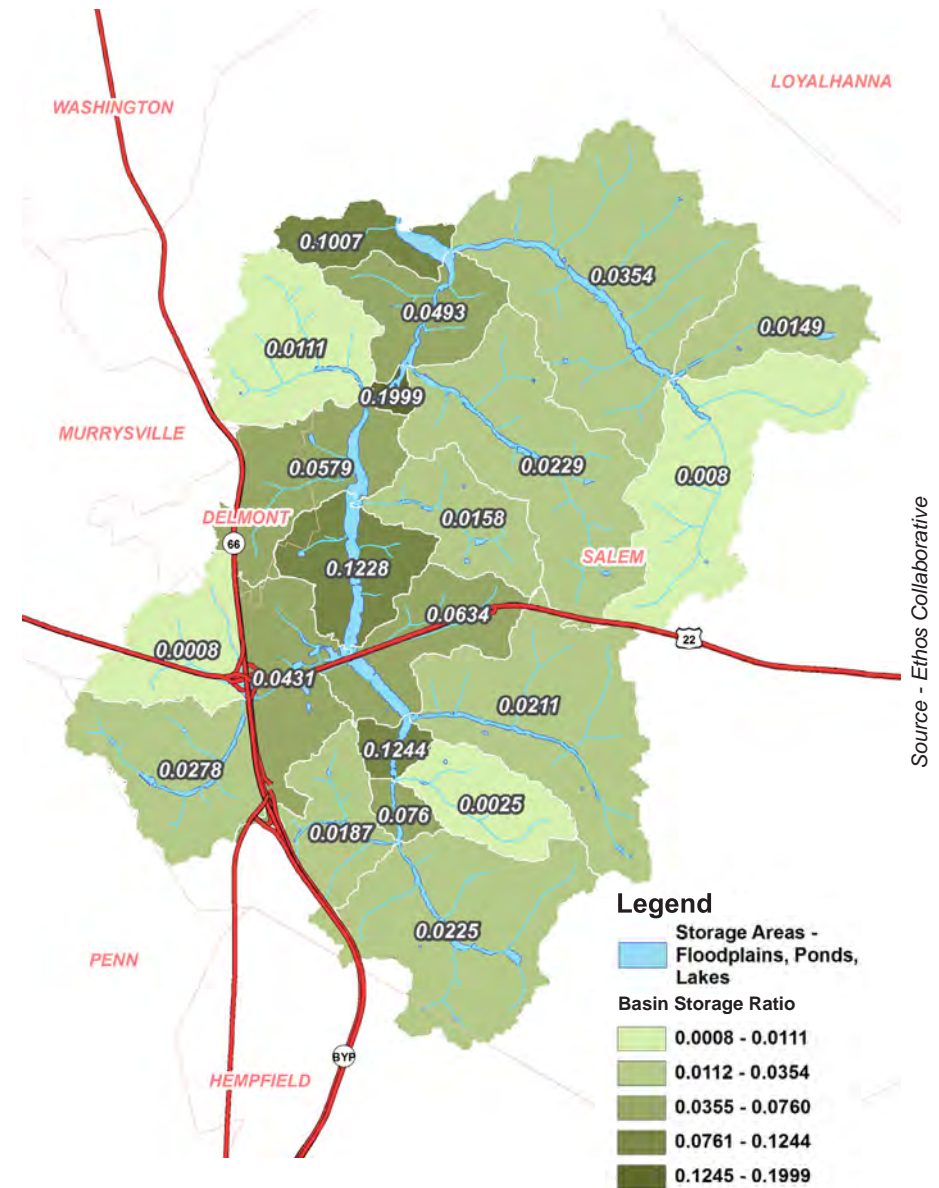 LOYALHANNA
WASHINGTON
0.1007
0.0354
0.0493
0.0149
0.0111
0.1999
MURRYSVILLE
0.0579
0.0229
0.008
DELMONT
0.0158
66
SALEM
0.1228
0.0634
22
0.0008
0.0431
0.0211
0.1244
0.0278
0.0025
0.076
0.0187
0.0225
PENN
BYP
HEMPFIELD
Source - Ethos Collaborative
Legend
Storage Areas -
Floodplains, Ponds,
Lakes
Basin Storage Ratio
0.0008 - 0.0111
0.0112 - 0.0354
0.0355 - 0.0760
0.0761 - 0.1244
0.1245 - 0.1999